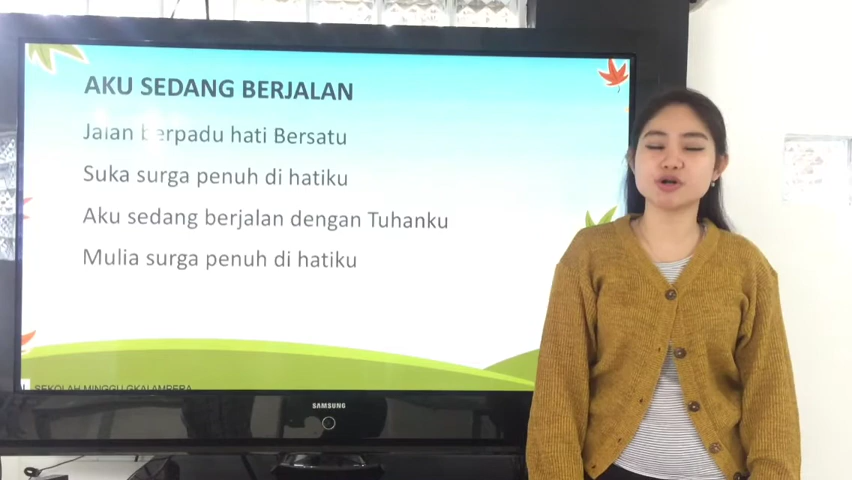 AKU SEDANG BERJALAN
Jalan berpadu hati Bersatu
Suka surga penuh di hatiku
Aku sedang berjalan dengan Tuhanku
Mulia surga penuh di hatiku
SEKOLAH MINGGU GKALAMRERA
SAMSUNG